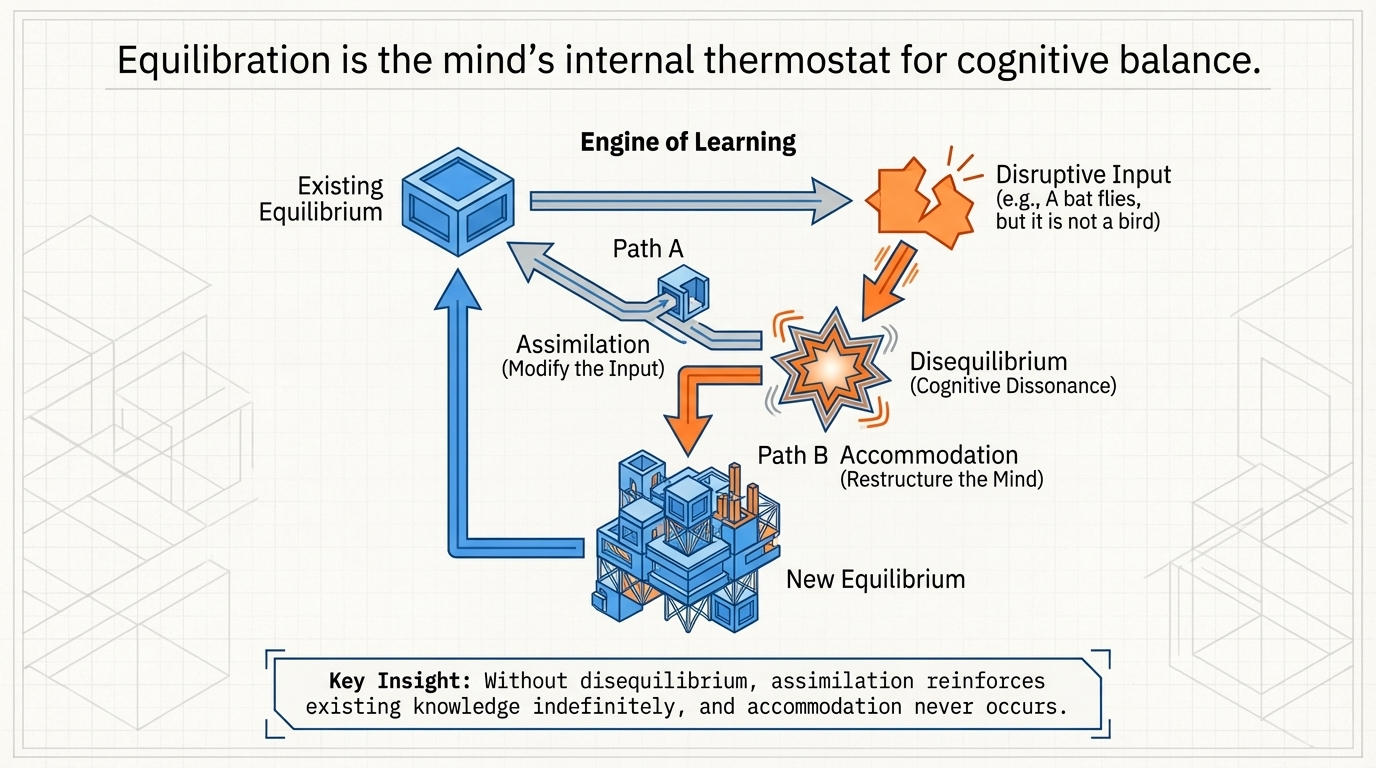 Equilibration is the mind’s internal thermostat for cognitive balance.
Engine of Learning
Existing
Equilibrium
Disruptive Input
(e.g., A bat flies,
but it is not a bird)
Path A
Assimilation
(Modify the Input)
Disequilibrium
(Cognitive Dissonance)
Path B Accommodation
(Restructure the Mind)
New Equilibrium
Key Insight: Without disequilibrium, assimilation reinforces
existing knowledge indefinitely, and accommodation never occurs.